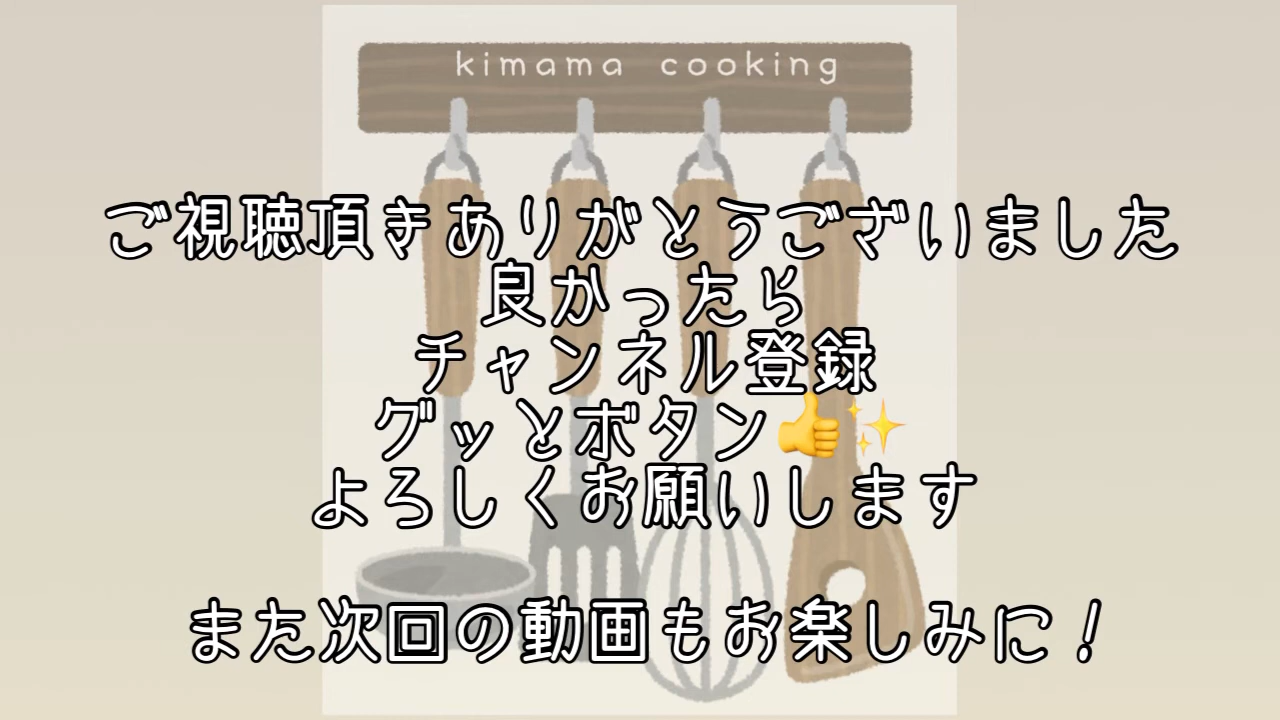 kimama cooking
ご視聴頂きありがとうございました
良かったら
チャンネル登録
グッとボタン👍✨
よろしくお願いします
また次回の動画もお楽しみに！